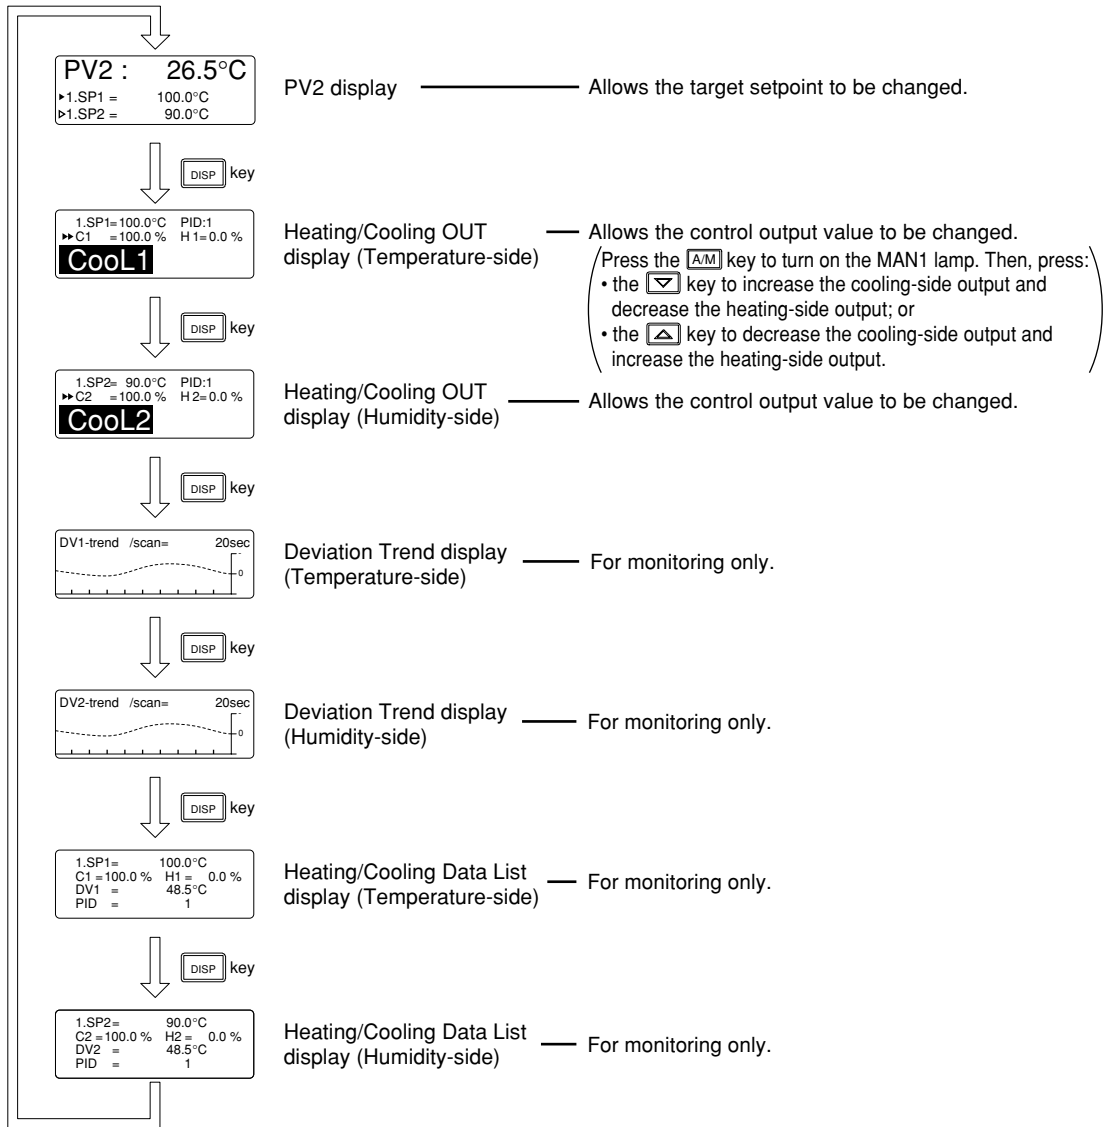 PV2 : 26.5°C
▸1.SP1 = 100.0°C
▹1.SP2 = 90.0°C
PV2 display
Allows the target setpoint to be changed.
DISP key
1.SP1=100.0°C PID:1
▸▸C1 =100.0 % H1=0.0 %
CooL1
Heating/Cooling OUT
display (Temperature-side)
Allows the control output value to be changed.
Press the A/M key to turn on the MAN1 lamp. Then, press:
• the ▽ key to increase the cooling-side output and
decrease the heating-side output; or
• the △ key to decrease the cooling-side output and
increase the heating-side output.
DISP key
1.SP2= 90.0°C PID:1
▸▸C2 =100.0 % H2=0.0 %
CooL2
Heating/Cooling OUT
display (Humidity-side)
Allows the control output value to be changed.
DISP key
DV1-trend /scan= 20sec
0
Deviation Trend display
(Temperature-side)
For monitoring only.
DISP key
DV2-trend /scan= 20sec
0
Deviation Trend display
(Humidity-side)
For monitoring only.
DISP key
1.SP1= 100.0°C
C1 =100.0 % H1 = 0.0 %
DV1 = 48.5°C
PID = 1
Heating/Cooling Data List
display (Temperature-side)
For monitoring only.
DISP key
1.SP2= 90.0°C
C2 =100.0 % H2 = 0.0 %
DV2 = 48.5°C
PID = 1
Heating/Cooling Data List
display (Humidity-side)
For monitoring only.